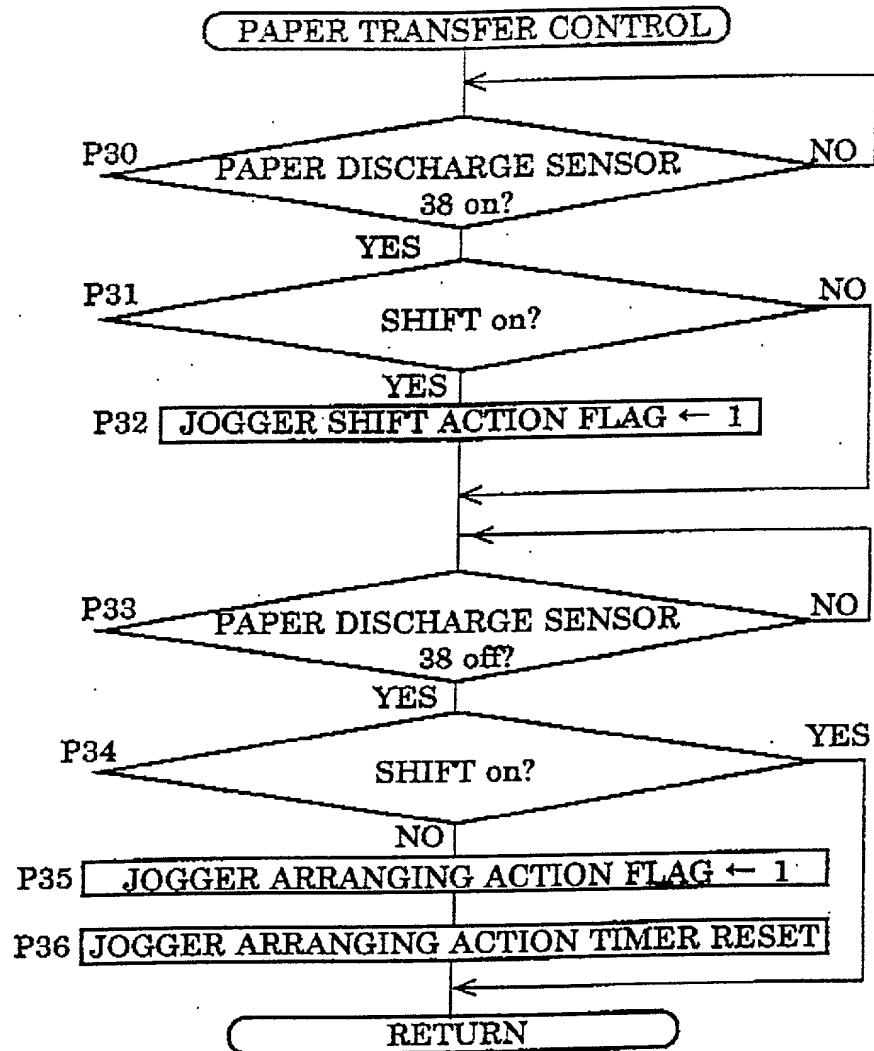 PAPER TRANSFER CONTROL
P30
PAPER DISCHARGE SENSOR
38 on?
NO
YES
P31
SHIFT on?
NO
YES
P32
JOGGER SHIFT ACTION FLAG ← 1
P33
PAPER DISCHARGE SENSOR
38 off?
NO
YES
P34
SHIFT on?
YES
NO
P35
JOGGER ARRANGING ACTION FLAG ← 1
P36
JOGGER ARRANGING ACTION TIMER RESET
RETURN